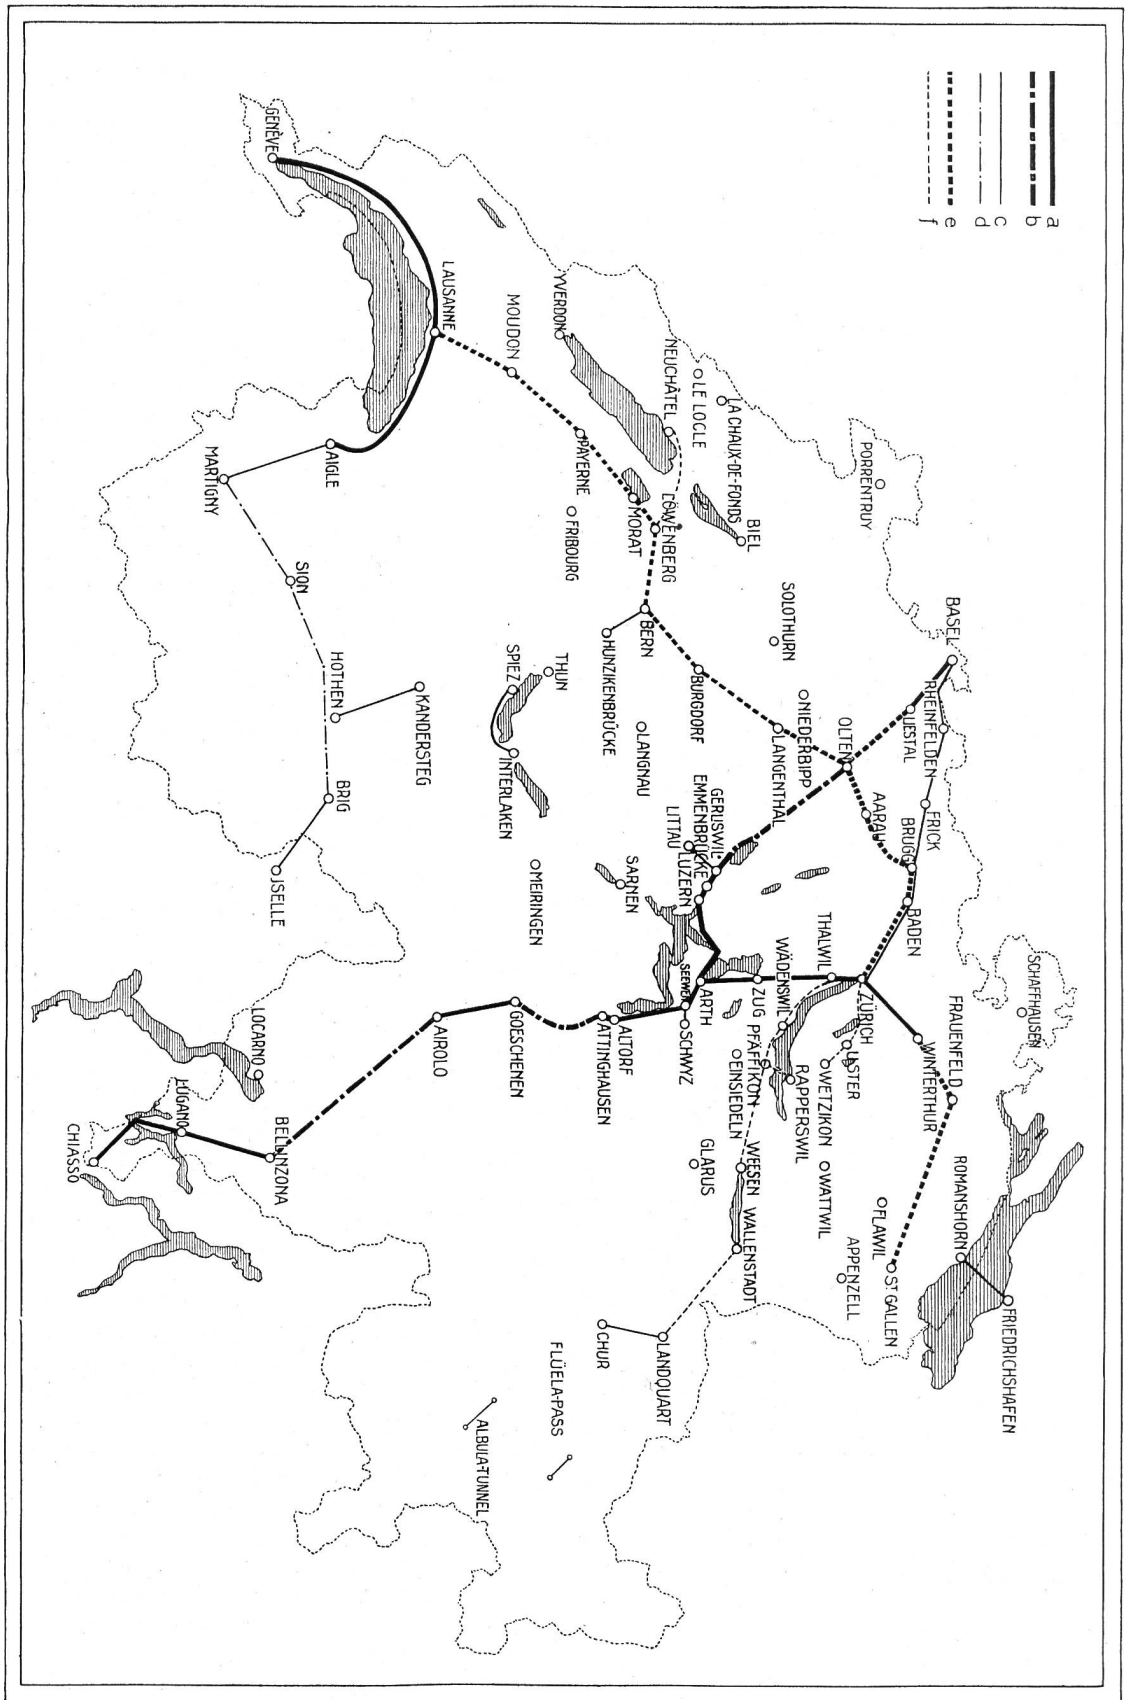 a
b
c
d
e
f
BASEL
RHEINFELDEN
LIESTAL
FRICK
BRUGG
BADEN
AARAU
OLTEN
SCHAFFHAUSEN
FRAUENFELD
WINTERTHUR
ROMANSHORN
FRIEDRICHSHAFEN
PORRENTRUY
SOLOTHURN
NIEDERBIPP
LANGENTHAL
ZÜRICH
THALWIL
USTER
WETZIKON
RAPPERSWIL
WATTWIL
FLAWIL
ST GALLEN
APPENZELL
BIEL
LA CHAUX-DE-FONDS
LE LOCLE
NEUCHÂTEL
BURGDORF
GERLISWIL-
EMMENBRÜCKE
LITTAU
LUZERN
WÄDENSWIL
ZUG
ARTH
PFÄFFIKON
EINSIEDELN
WEESEN
WALLENSTADT
GLARUS
YVERDON
LÖWENBERG
MORAT
BERN
HUNZIKENBRÜCKE
LANGNAU
SARNEN
SEEWEN
SCHWYZ
ALTORF
ATTINGHAUSEN
LANDQUART
CHUR
MOUDON
PAYERNE
FRIBOURG
THUN
SPIEZ
INTERLAKEN
MEIRINGEN
GOESCHENEN
FLÜELA-PASS
ALBULA-TUNNEL
LAUSANNE
KANDERSTEG
AIROLO
GENÈVE
AIGLE
SION
HOTHEN
BRIG
JSELLE
MARTIGNY
LOCARNO
BELLINZONA
LUGANO
CHIASSO